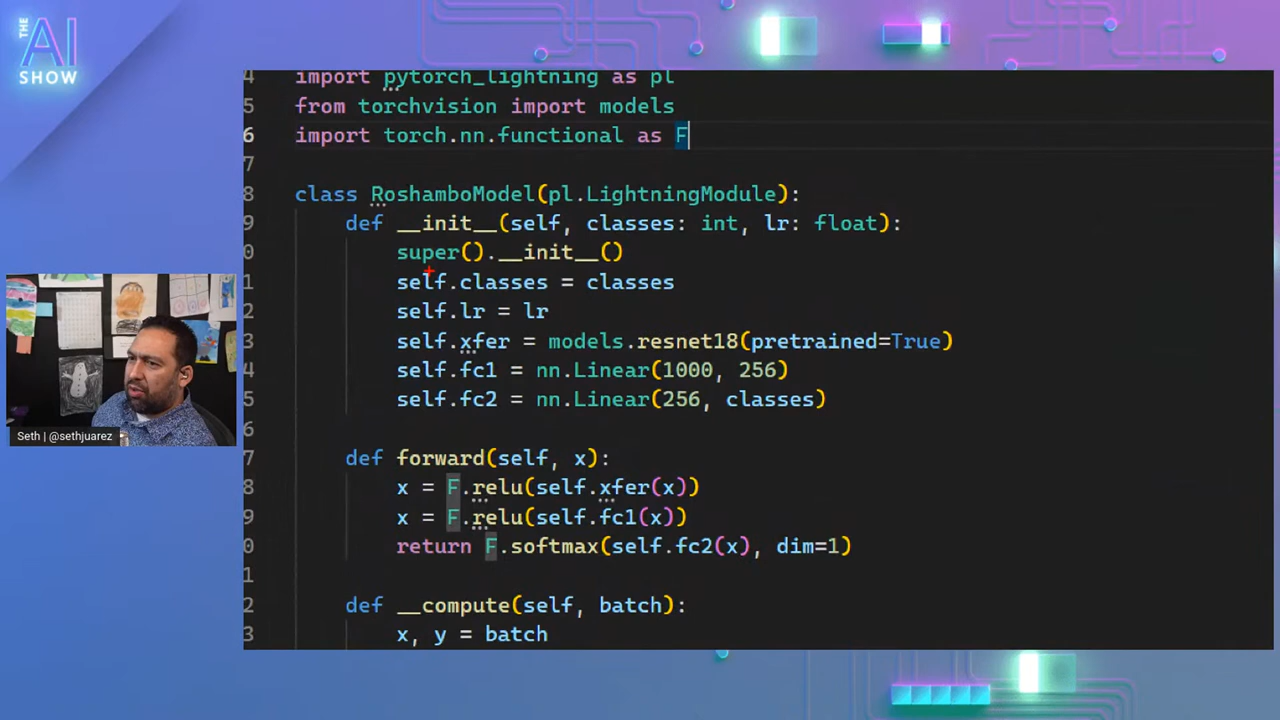 THE
AI
SHOW
4 import pytorch_lightning as pl
5 from torchvision import models
6 import torch.nn.functional as F
7
8 class RoshamboModel(pl.LightningModule):
9 def __init__(self, classes: int, lr: float):
0 super().__init__()
1 self.classes = classes
2 self.lr = lr
3 self.xfer = models.resnet18(pretrained=True)
4 self.fc1 = nn.Linear(1000, 256)
5 self.fc2 = nn.Linear(256, classes)
6
7 def forward(self, x):
8 x = F.relu(self.xfer(x))
9 x = F.relu(self.fc1(x))
0 return F.softmax(self.fc2(x), dim=1)
1
2 def __compute(self, batch):
3 x, y = batch
Seth | @sethjuarez